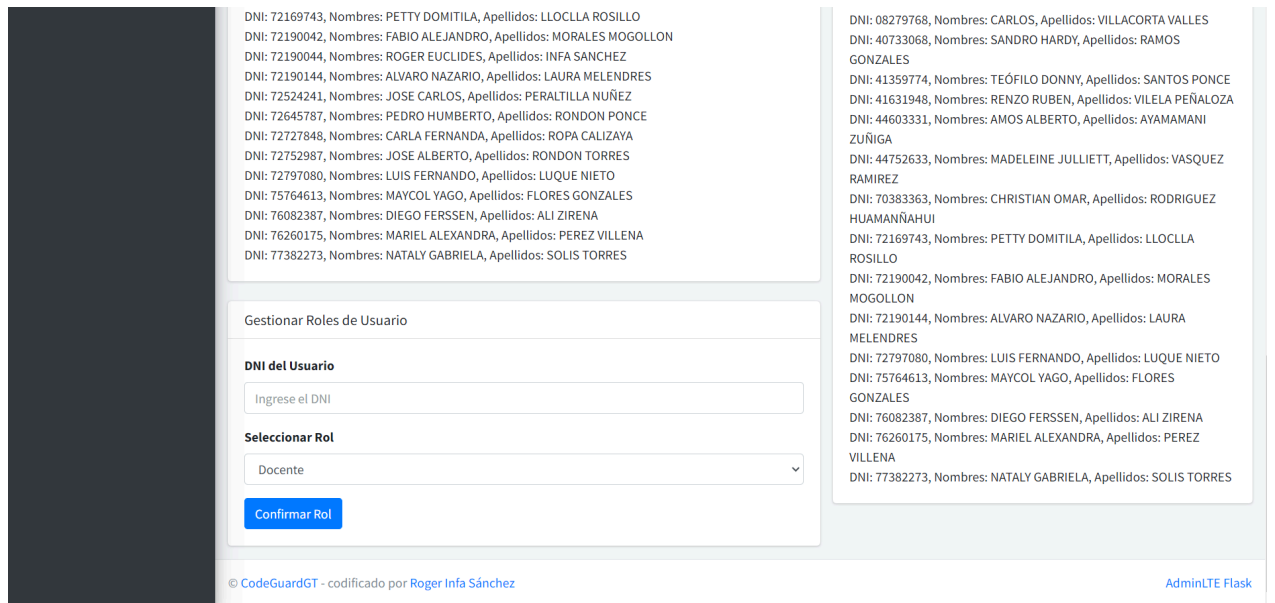 DNI: 72169743, Nombres: PETTY DOMITILA, Apellidos: LLOCLLA ROSILLO
DNI: 72190042, Nombres: FABIO ALEJANDRO, Apellidos: MORALES MOGOLLON
DNI: 72190044, Nombres: ROGER EUCLIDES, Apellidos: INFA SANCHEZ
DNI: 72190144, Nombres: ALVARO NAZARIO, Apellidos: LAURA MELENDRES
DNI: 72524241, Nombres: JOSE CARLOS, Apellidos: PERALTILLA NUÑEZ
DNI: 72645787, Nombres: PEDRO HUMBERTO, Apellidos: RONDON PONCE
DNI: 72727848, Nombres: CARLA FERNANDA, Apellidos: ROPA CALIZAYA
DNI: 72752987, Nombres: JOSE ALBERTO, Apellidos: RONDON TORRES
DNI: 72797080, Nombres: LUIS FERNANDO, Apellidos: LUQUE NIETO
DNI: 75764613, Nombres: MAYCOL YAGO, Apellidos: FLORES GONZALES
DNI: 76082387, Nombres: DIEGO FERSSEN, Apellidos: ALI ZIRENA
DNI: 76260175, Nombres: MARIEL ALEXANDRA, Apellidos: PEREZ VILLENA
DNI: 77382273, Nombres: NATALY GABRIELA, Apellidos: SOLIS TORRES
Gestionar Roles de Usuario
DNI del Usuario
Ingrese el DNI
Seleccionar Rol
Docente
Confirmar Rol
DNI: 08279768, Nombres: CARLOS, Apellidos: VILLACORTA VALLES
DNI: 40733068, Nombres: SANDRO HARDY, Apellidos: RAMOS
GONZALES
DNI: 41359774, Nombres: TEÓFILO DONNY, Apellidos: SANTOS PONCE
DNI: 41631948, Nombres: RENZO RUBEN, Apellidos: VILELA PEÑALOZA
DNI: 44603331, Nombres: AMOS ALBERTO, Apellidos: AYAMAMANI
ZUÑIGA
DNI: 44752633, Nombres: MADELEINE JULLIETT, Apellidos: VASQUEZ
RAMIREZ
DNI: 70383363, Nombres: CHRISTIAN OMAR, Apellidos: RODRIGUEZ
HUAMANÑAHUI
DNI: 72169743, Nombres: PETTY DOMITILA, Apellidos: LLOCLLA
ROSILLO
DNI: 72190042, Nombres: FABIO ALEJANDRO, Apellidos: MORALES
MOGOLLON
DNI: 72190144, Nombres: ALVARO NAZARIO, Apellidos: LAURA
MELENDRES
DNI: 72797080, Nombres: LUIS FERNANDO, Apellidos: LUQUE NIETO
DNI: 75764613, Nombres: MAYCOL YAGO, Apellidos: FLORES
GONZALES
DNI: 76082387, Nombres: DIEGO FERSSEN, Apellidos: ALI ZIRENA
DNI: 76260175, Nombres: MARIEL ALEXANDRA, Apellidos: PEREZ
VILLENA
DNI: 77382273, Nombres: NATALY GABRIELA, Apellidos: SOLIS TORRES
© CodeGuardGT - codificado por Roger Infa Sánchez
AdminLTE Flask